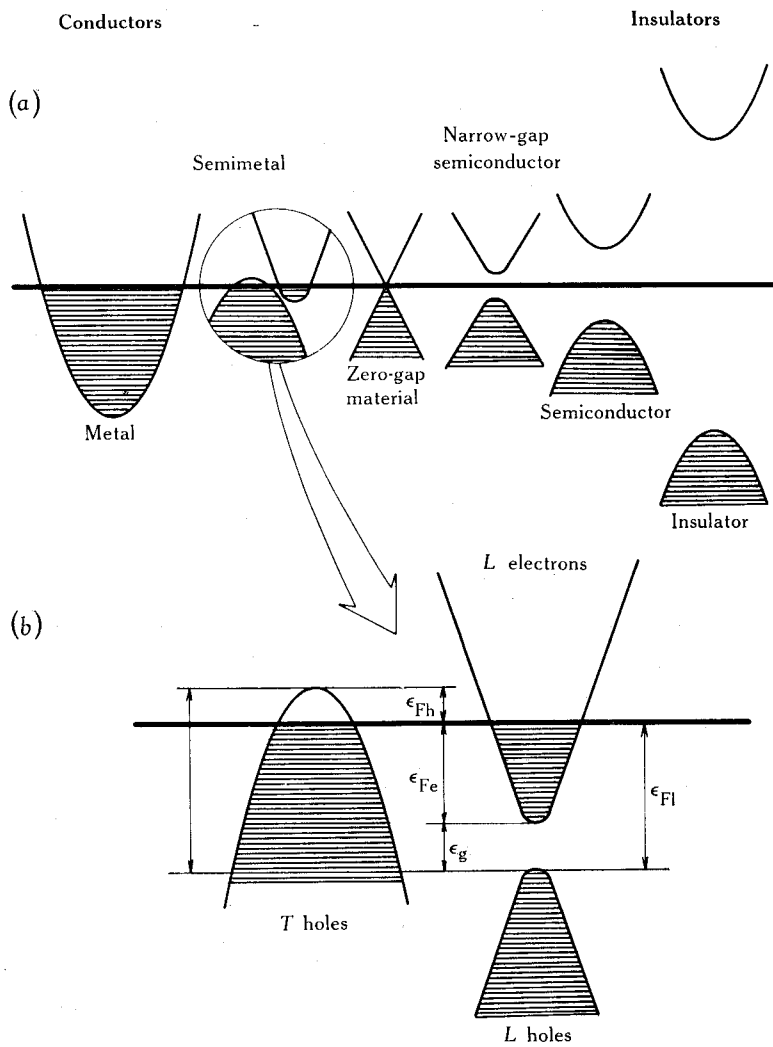 Conductors
Insulators
(a)
Narrow-gap
semiconductor
Semimetal
Zero-gap
material
Metal
Semiconductor
Insulator
L electrons
(b)
ϵFh
ϵFe
ϵFl
ϵg
T holes
L holes